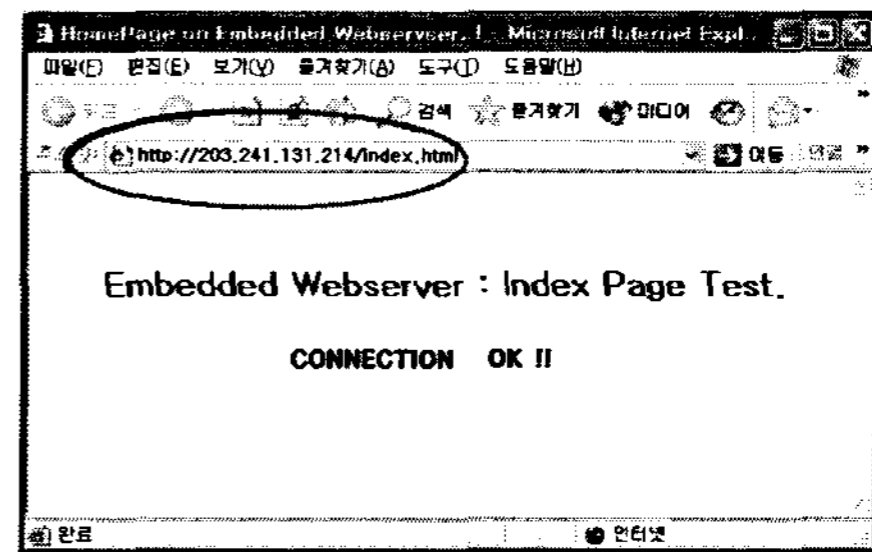 HomePage on Embedded Webserver, I - Microsoft Internet Expl..
파일(F) 편집(E) 보기(V) 즐겨찾기(A) 도구(T) 도움말(H)
검색 즐겨찾기 미디어
http://203.241.131.214/index.html 이동
Embedded Webserver : Index Page Test.
CONNECTION OK !!
완료 인터넷